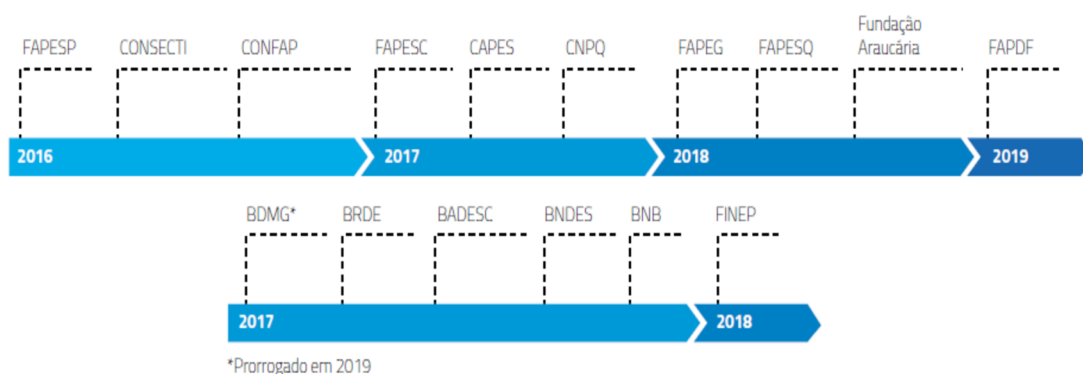 Fundação
FAPESP CONSECTI CONFAP FAPESC CAPES CNPQ FAPEG FAPESQ Araucária FAPDF
2016 2017 2018 2019
BDMG* BRDE BADESC BNDES BNB FINEP
2017 2018
*Prorrogado em 2019